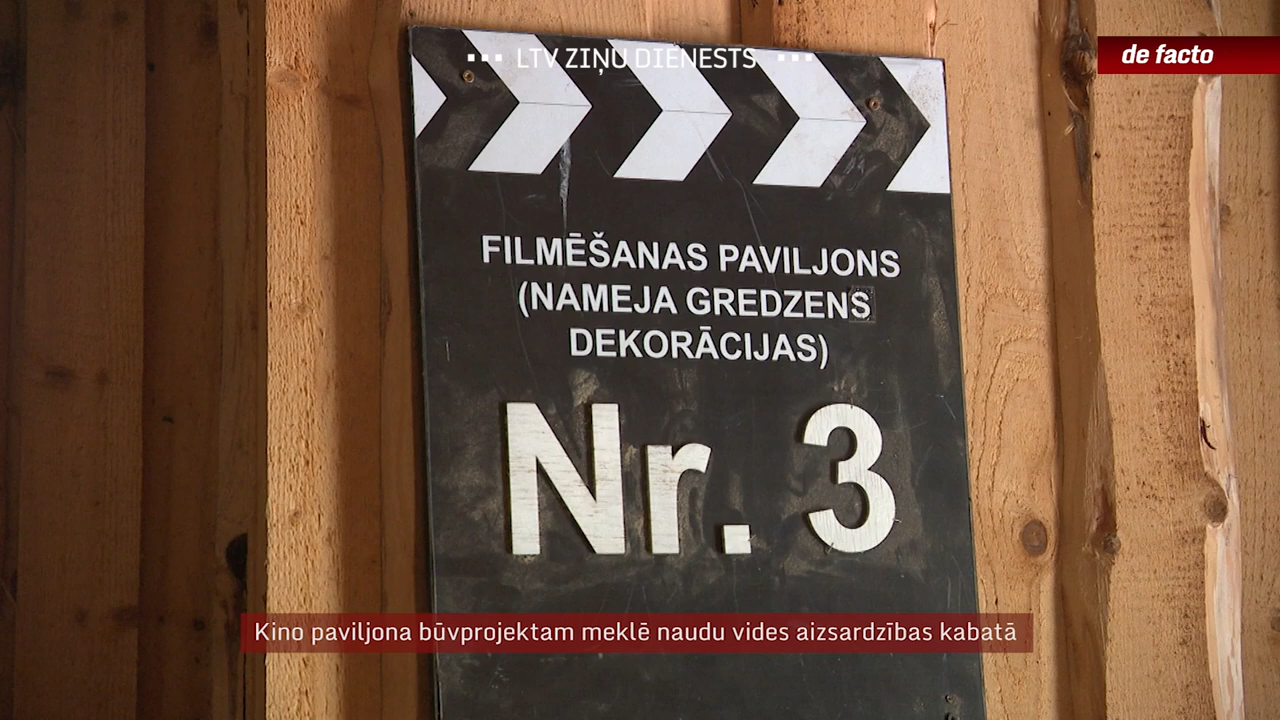 LTV ZIŅU DIENESTS
de facto
FILMĒŠANAS PAVILJONS
(NAMEJA GREDZENS
DEKORĀCIJAS)
Nr. 3
Kino paviljona būvprojektam meklē naudu vides aizsardzības kabatā